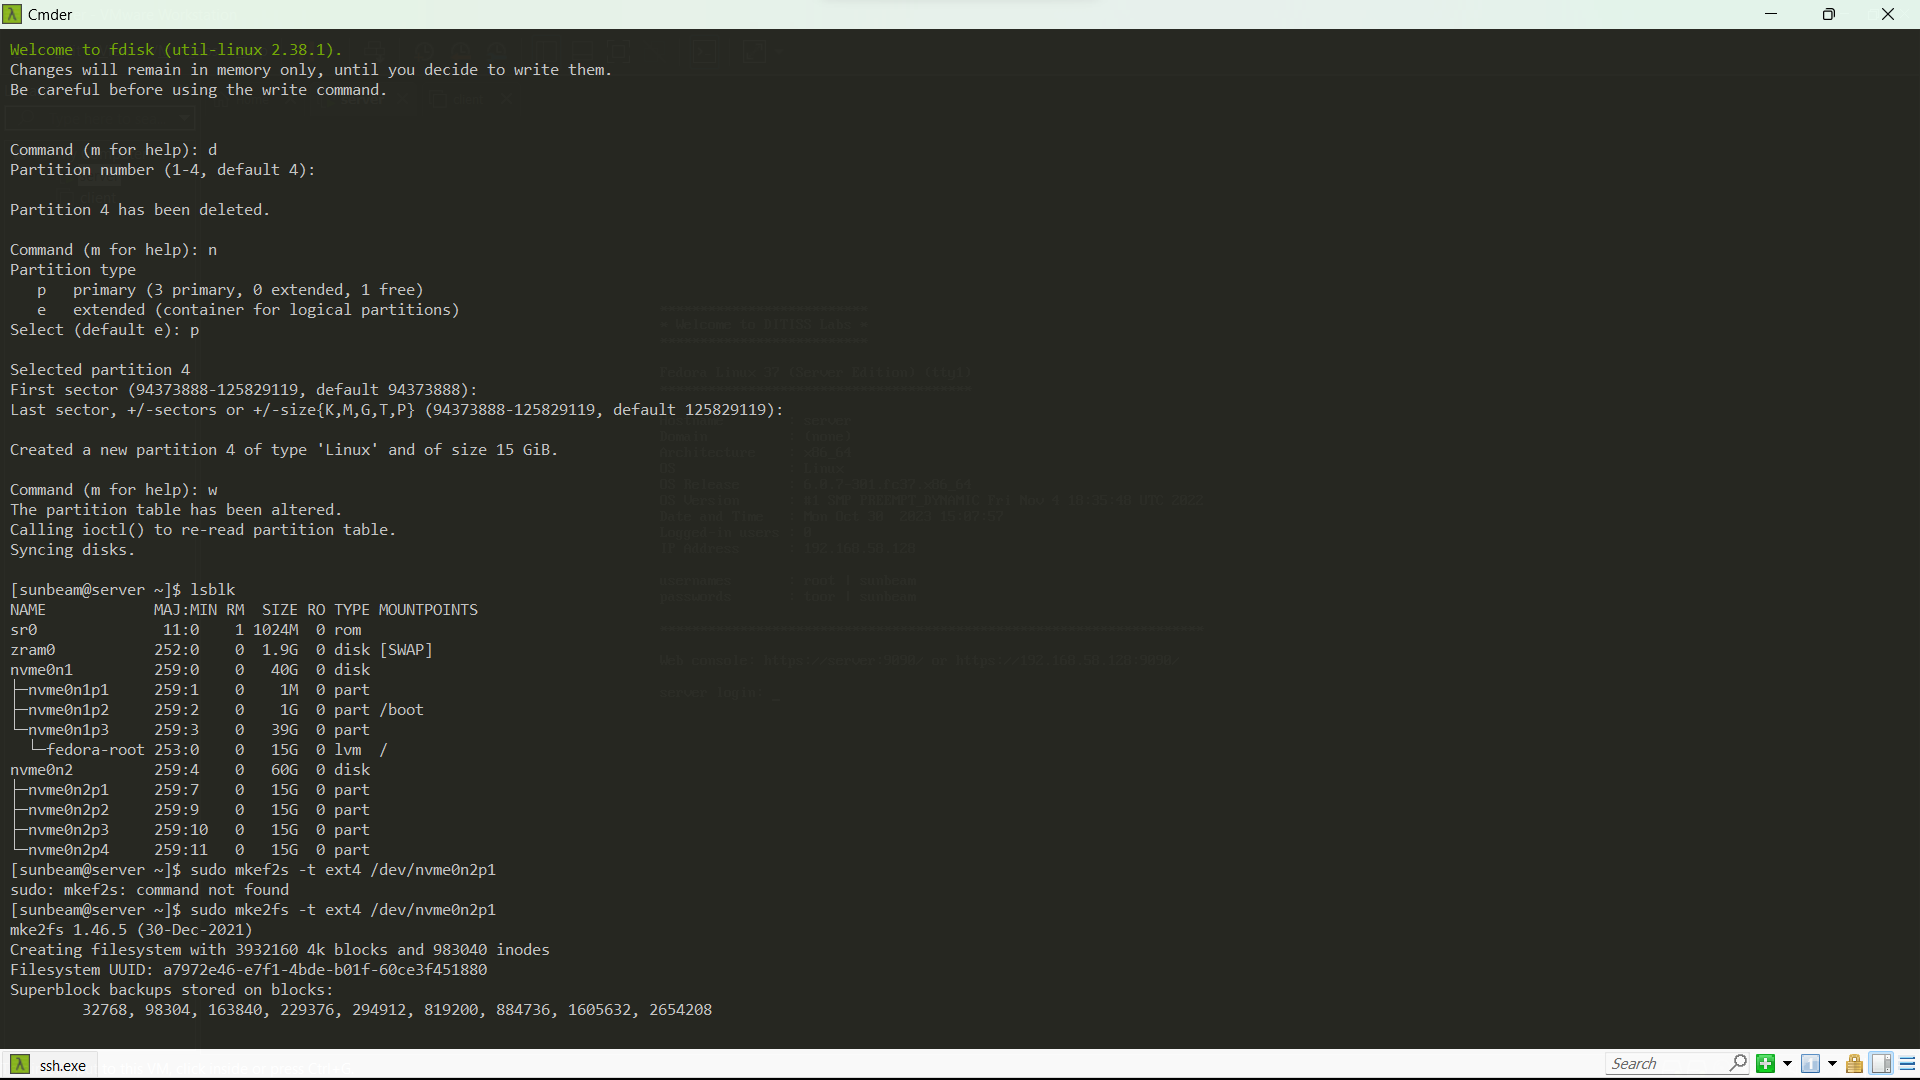 Cmder
Welcome to fdisk (util-linux 2.38.1).
Changes will remain in memory only, until you decide to write them.
Be careful before using the write command.
Command (m for help): d
Partition number (1-4, default 4):
Partition 4 has been deleted.
Command (m for help): n
Partition type
   p   primary (3 primary, 0 extended, 1 free)
   e   extended (container for logical partitions)
Select (default e): p
Selected partition 4
First sector (94373888-125829119, default 94373888):
Last sector, +/-sectors or +/-size{K,M,G,T,P} (94373888-125829119, default 125829119):
Created a new partition 4 of type 'Linux' and of size 15 GiB.
Command (m for help): w
The partition table has been altered.
Calling ioctl() to re-read partition table.
Syncing disks.
[sunbeam@server ~]$ lsblk
NAME            MAJ:MIN RM  SIZE RO TYPE MOUNTPOINTS
sr0              11:0    1 1024M  0 rom
zram0           252:0    0  1.9G  0 disk [SWAP]
nvme0n1         259:0    0   40G  0 disk
├─nvme0n1p1     259:1    0    1M  0 part
├─nvme0n1p2     259:2    0    1G  0 part /boot
└─nvme0n1p3     259:3    0   39G  0 part
  └─fedora-root 253:0    0   15G  0 lvm  /
nvme0n2         259:4    0   60G  0 disk
├─nvme0n2p1     259:7    0   15G  0 part
├─nvme0n2p2     259:9    0   15G  0 part
├─nvme0n2p3     259:10   0   15G  0 part
└─nvme0n2p4     259:11   0   15G  0 part
[sunbeam@server ~]$ sudo mkef2s -t ext4 /dev/nvme0n2p1
sudo: mkef2s: command not found
[sunbeam@server ~]$ sudo mke2fs -t ext4 /dev/nvme0n2p1
mke2fs 1.46.5 (30-Dec-2021)
Creating filesystem with 3932160 4k blocks and 983040 inodes
Filesystem UUID: a7972e46-e7f1-4bde-b01f-60ce3f451880
Superblock backups stored on blocks:
        32768, 98304, 163840, 229376, 294912, 819200, 884736, 1605632, 2654208
ssh.exe
Search